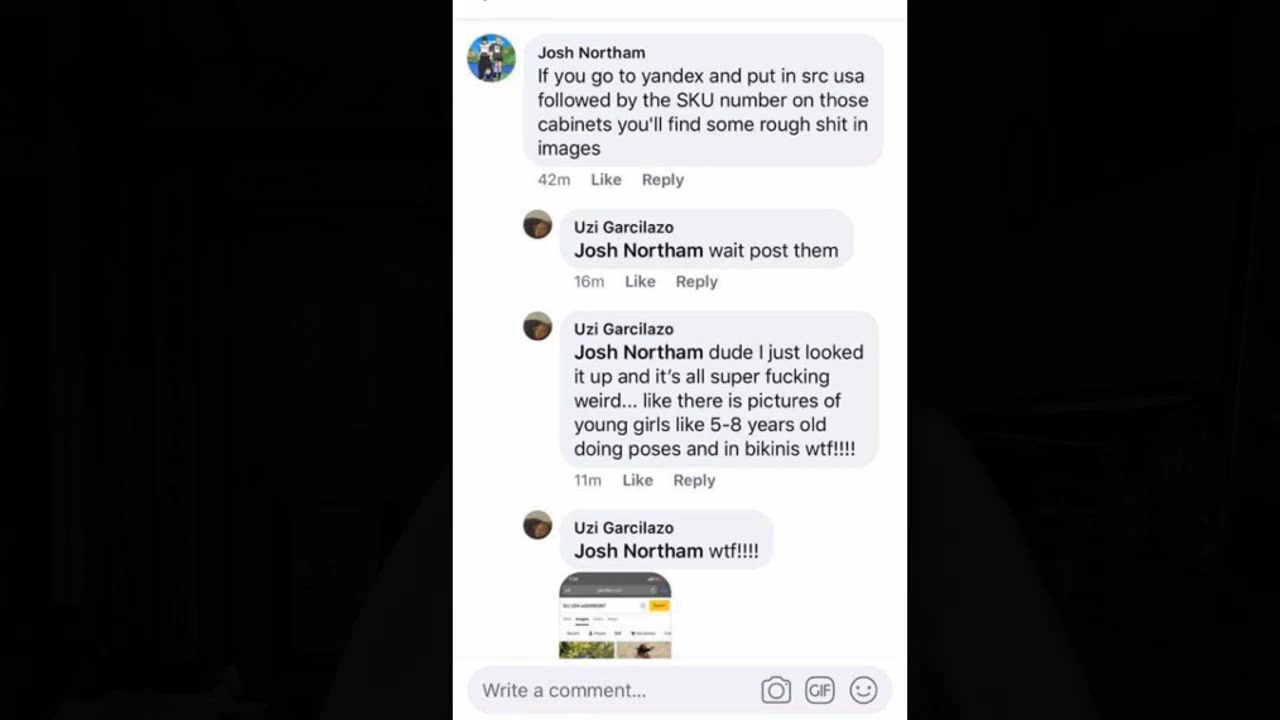 Josh Northam
If you go to yandex and put in src usa
followed by the SKU number on those
cabinets you'll find some rough shit in
images
42m Like Reply
Uzi Garcilazo
Josh Northam wait post them
16m Like Reply
Uzi Garcilazo
Josh Northam dude I just looked
it up and it's all super fucking
weird... like there is pictures of
young girls like 5-8 years old
doing poses and in bikinis wtf!!!!
11m Like Reply
Uzi Garcilazo
Josh Northam wtf!!!!
Images
Write a comment...
GIF